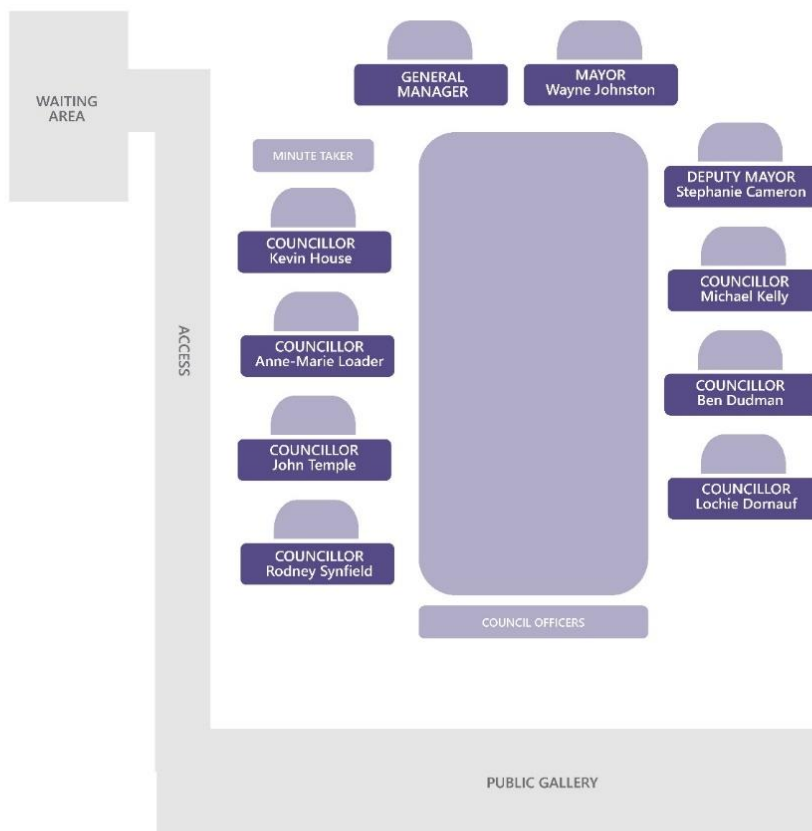 WAITING
AREA
GENERAL
MANAGER
MAYOR
Wayne Johnston
MINUTE TAKER
DEPUTY MAYOR
Stephanie Cameron
COUNCILLOR
Kevin House
COUNCILLOR
Michael Kelly
ACCESS
COUNCILLOR
Anne-Marie Loader
COUNCILLOR
Ben Dudman
COUNCILLOR
John Temple
COUNCILLOR
Lochie Dornauf
COUNCILLOR
Rodney Synfield
COUNCIL OFFICERS
PUBLIC GALLERY